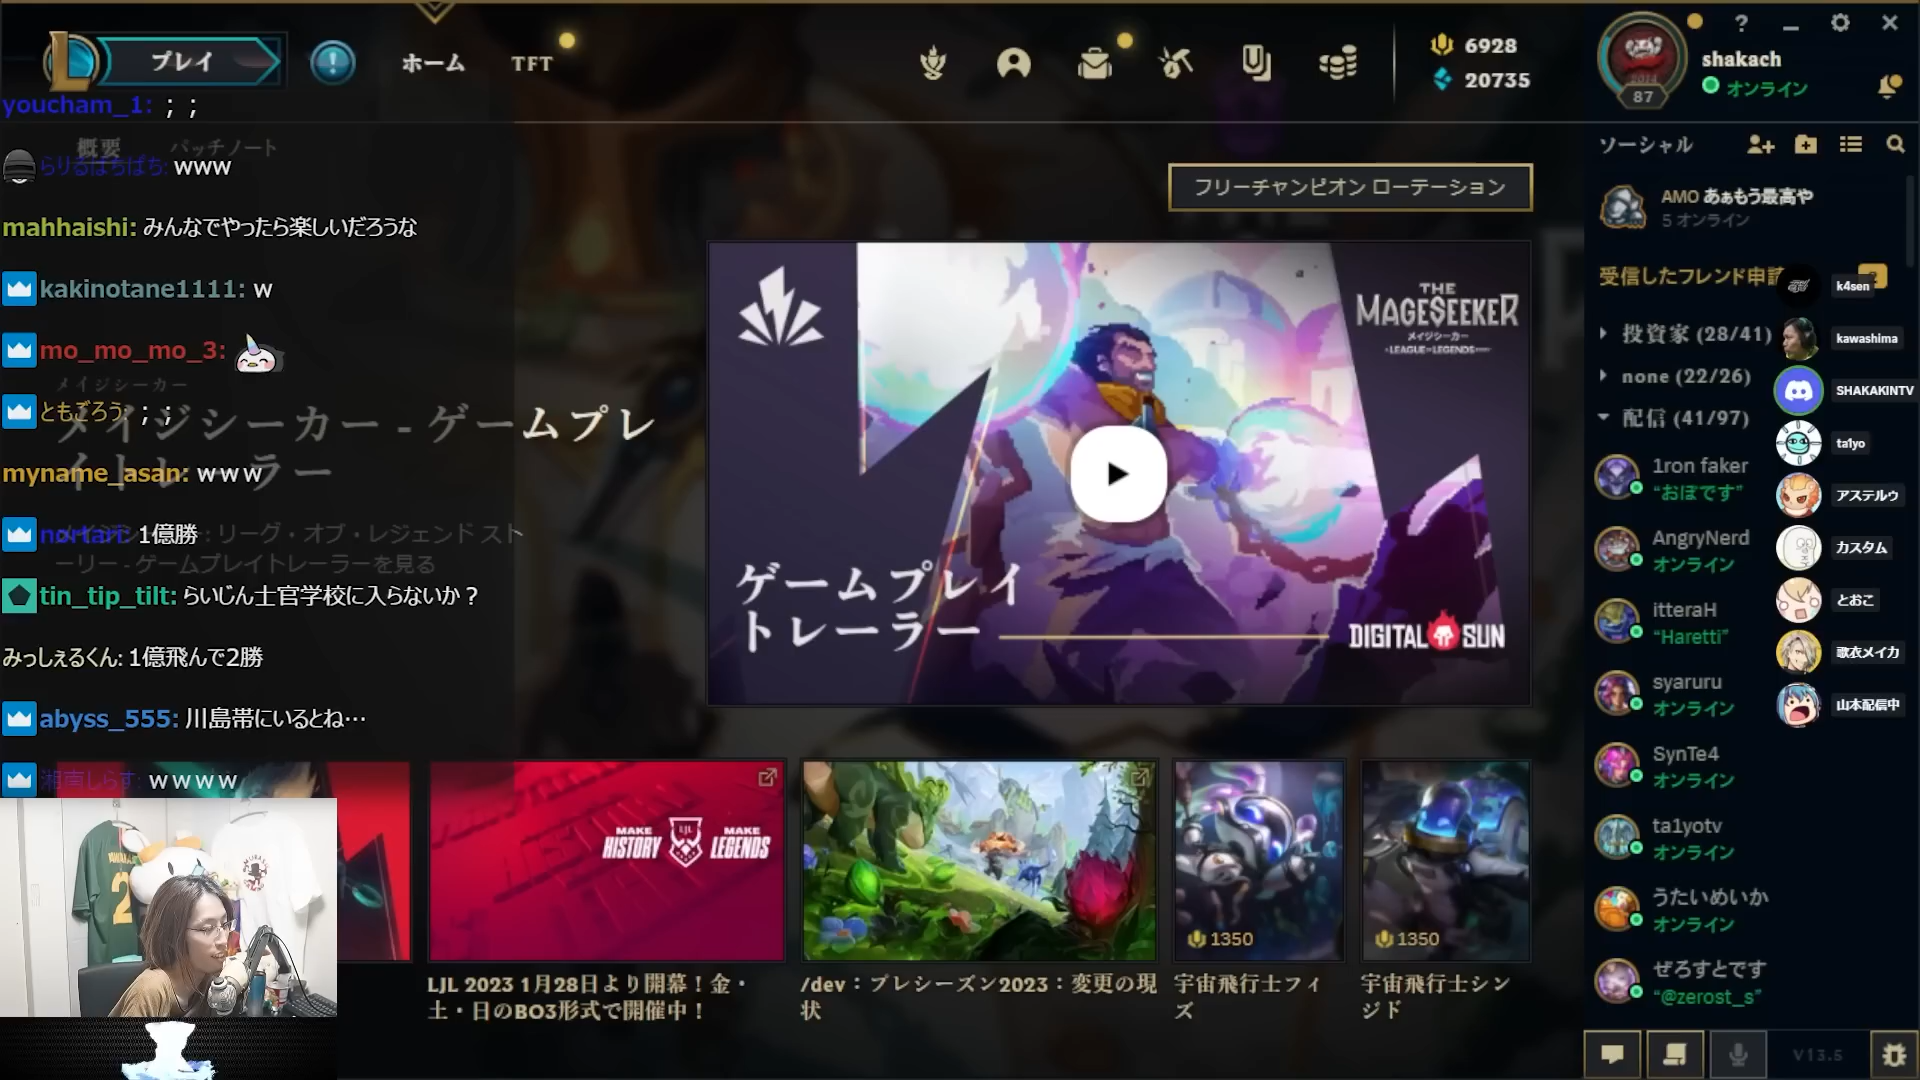 プレイ
ホーム
TFT
6928
20735
87
shakach
オンライン
youcham_1: ; ;
概要
パッチノート
らりるはちぱち: www
mahhaishi: みんなでやったら楽しいだろうな
kakinotane1111: w
mo_mo_mo_3:
メイジシーカー
ともごろう: ; ;
メイジシーカー - ゲームプレ
イトレーラー
myname_asan: w w w
nortari: 1億勝
：リーグ・オブ・レジェンド スト
ーリー - ゲームプレイトレーラーを見る
tin_tip_tilt: らいじん士官学校に入らないか？
みっしぇるくん: 1億飛んで2勝
abyss_555: 川島帯にいるとね…
湘南しらす: w w w w
フリーチャンピオン ローテーション
THE
MAGESEEKER
メイジシーカー
LEAGUE OF LEGENDS
ゲームプレイ
トレーラー
DIGITAL SUN
MAKE HISTORY
LJL
MAKE LEGENDS
LJL 2023 1月28日より開幕！金・
土・日のBO3形式で開催中！
/dev：プレシーズン2023：変更の現
状
1350
宇宙飛行士フィ
ズ
1350
宇宙飛行士シン
ジド
ソーシャル
AMO あぁもう最高や
5 オンライン
受信したフレンド申請
投資家 (28/41)
none (22/26)
配信 (41/97)
1ron faker
“おぼです”
AngryNerd
オンライン
itteraH
“Haretti”
syaruru
オンライン
SynTe4
オンライン
ta1yotv
オンライン
うたいめいか
オンライン
ぜろすとです
“@zerost_s”
k4sen
kawashima
SHAKAKINTV
ta1yo
アステルゥ
カスタム
とおこ
歌衣メイカ
山本配信中
V13.5